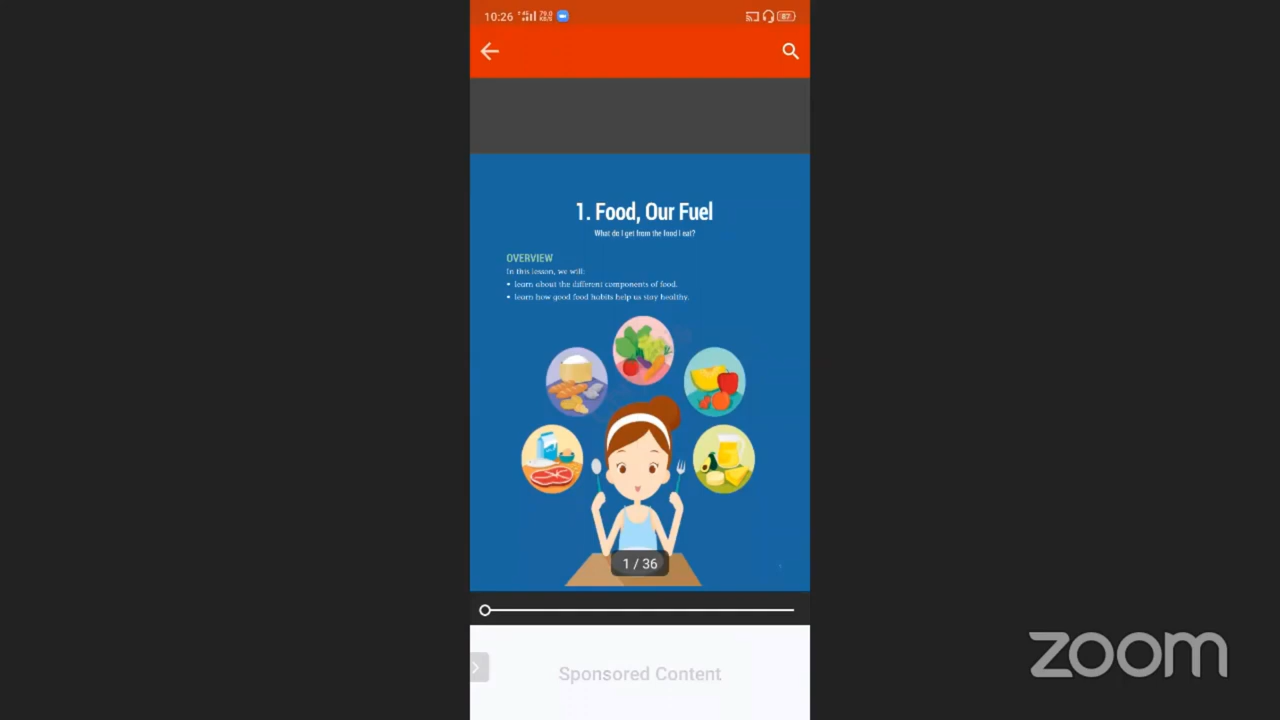 10:26
1. Food, Our Fuel
What do I get from the food I eat?
OVERVIEW
In this lesson, we will:
• learn about the different components of food.
• learn how good food habits help us stay healthy.
1 / 36
Sponsored Content
zoom